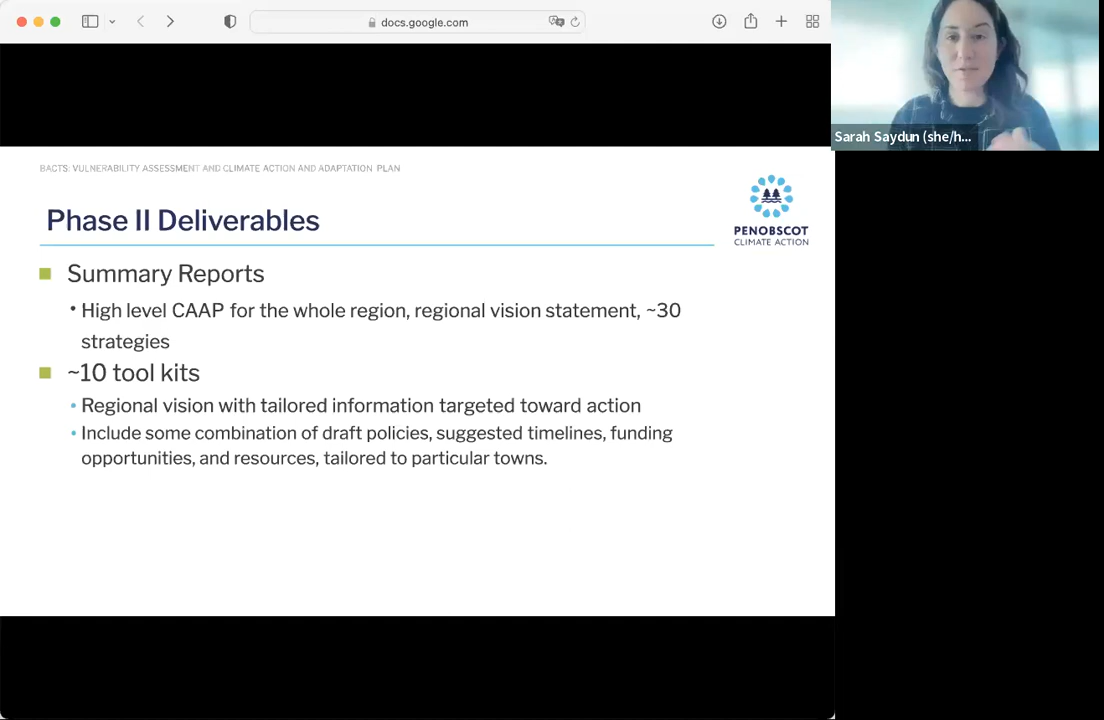 docs.google.com
Sarah Saydun (she/h...
BACTS: VULNERABILITY ASSESSMENT AND CLIMATE ACTION AND ADAPTATION PLAN
Phase II Deliverables
PENOBSCOT
CLIMATE ACTION
Summary Reports
High level CAAP for the whole region, regional vision statement, ~30
strategies
~10 tool kits
Regional vision with tailored information targeted toward action
Include some combination of draft policies, suggested timelines, funding
opportunities, and resources, tailored to particular towns.